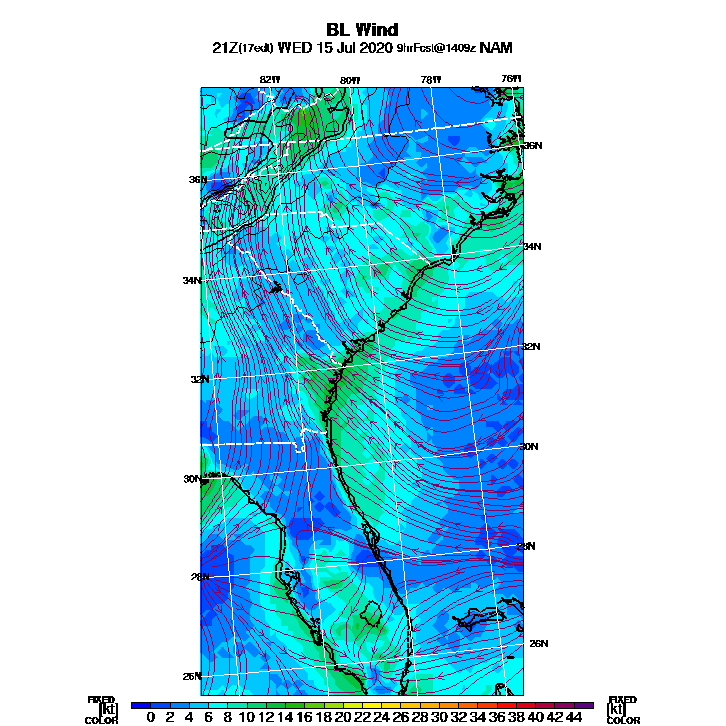 BL Wind
21Z(17edt) WED 15 Jul 2020 9hrFcst@1409z NAM
82W 80W 78W 76W
36N
36N
34N
34N
32N
32N
30N
30N
28N
28N
26N
26N
FIXED FIXED
[kt] 0 2 4 6 8 10 12 14 16 18 20 22 24 26 28 30 32 34 36 38 40 42 44 [kt]
COLOR COLOR